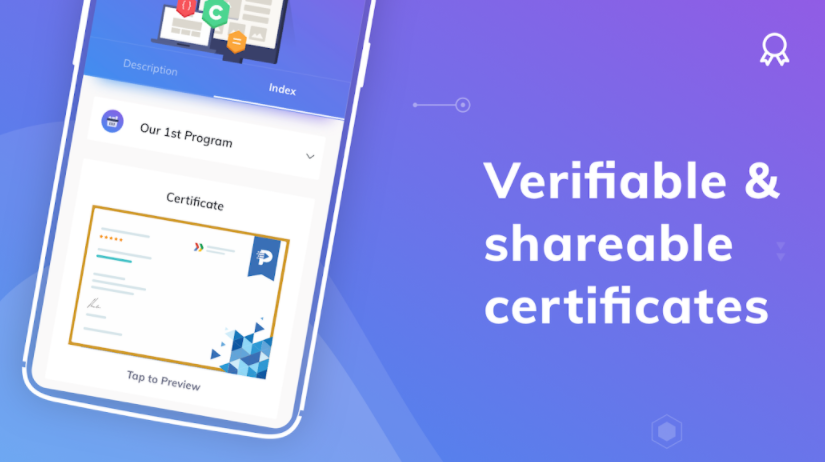 Description
Index
Our 1st Program
Certificate
Tap to Preview
Verifiable &
shareable
certificates